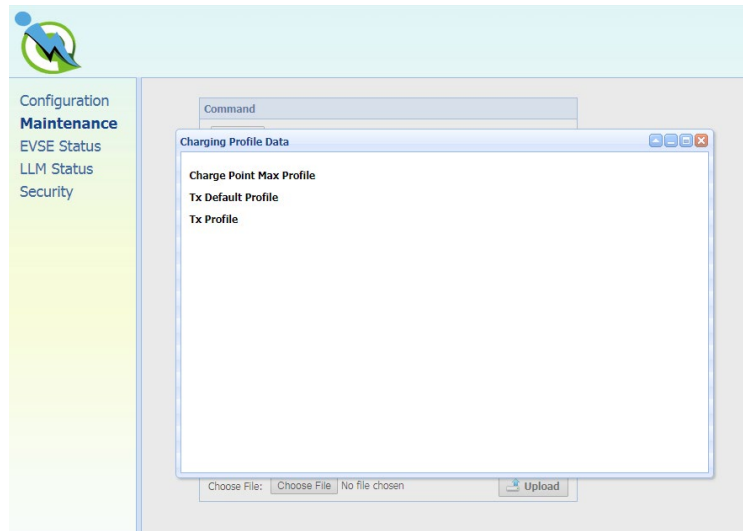 Configuration
Maintenance
EVSE Status
LLM Status
Security
Command
Charging Profile Data
Charge Point Max Profile
Tx Default Profile
Tx Profile
Choose File: Choose File No file chosen Upload